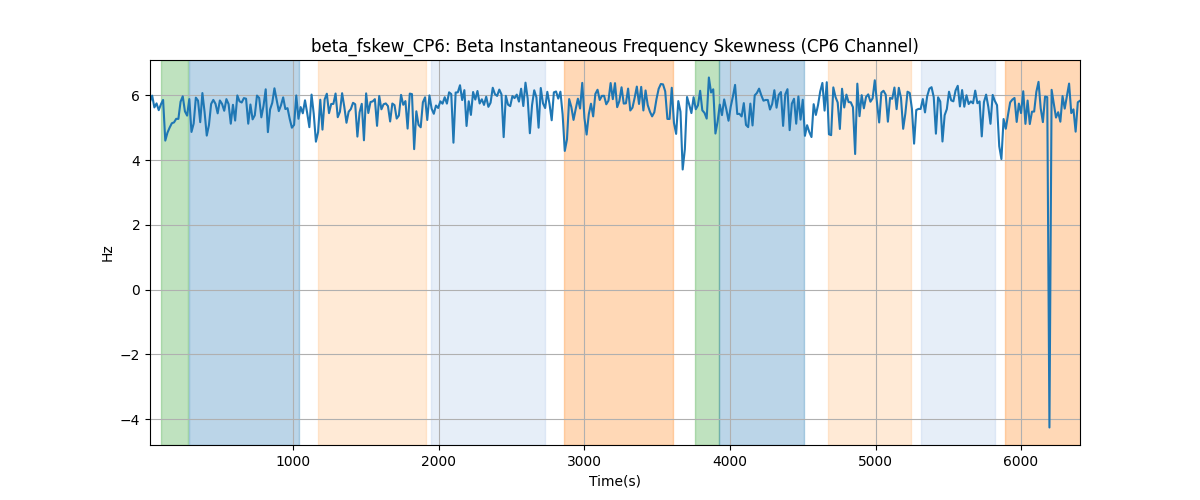 beta_fskew_CP6: Beta Instantaneous Frequency Skewness (CP6 Channel)
6
4
2
0
−2
−4
Hz
1000 2000 3000 4000 5000 6000
Time(s)